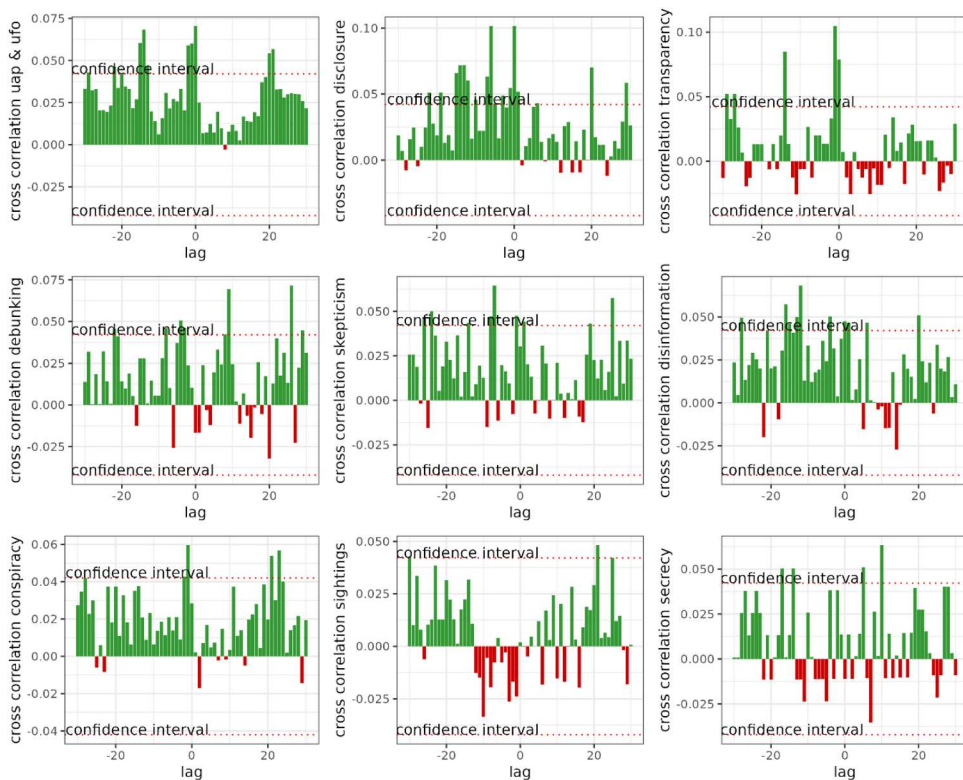 cross correlation uap & ufo
0.075
0.050
0.025
0.000
-0.025
confidence interval
confidence interval
-20
0
20
lag
cross correlation disclosure
0.10
0.05
0.00
confidence interval
confidence interval
-20
0
20
lag
cross correlation transparency
0.10
0.05
0.00
confidence interval
confidence interval
-20
0
20
lag
cross correlation debunking
0.075
0.050
0.025
0.000
-0.025
confidence interval
confidence interval
-20
0
20
lag
cross correlation skepticism
0.050
0.025
0.000
-0.025
confidence interval
confidence interval
-20
0
20
lag
cross correlation disinformation
0.050
0.025
0.000
-0.025
confidence interval
confidence interval
-20
0
20
lag
cross correlation conspiracy
0.06
0.04
0.02
0.00
-0.02
-0.04
confidence interval
confidence interval
-20
0
20
lag
cross correlation sightings
0.050
0.025
0.000
-0.025
confidence interval
confidence interval
-20
0
20
lag
cross correlation secrecy
0.050
0.025
0.000
-0.025
confidence interval
confidence interval
-20
0
20
lag